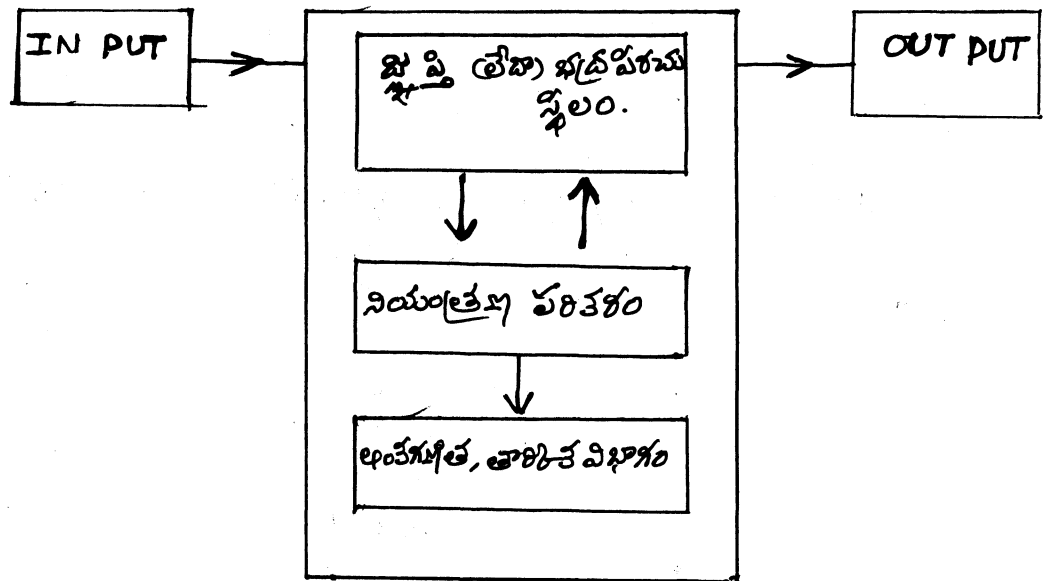 IN PUT
జ్ఞప్తి (లేదా) భద్రపరచు
స్థలం.
నియంత్రణ పరికరం
అంకగణిత, తార్కిక విభాగం
OUT PUT